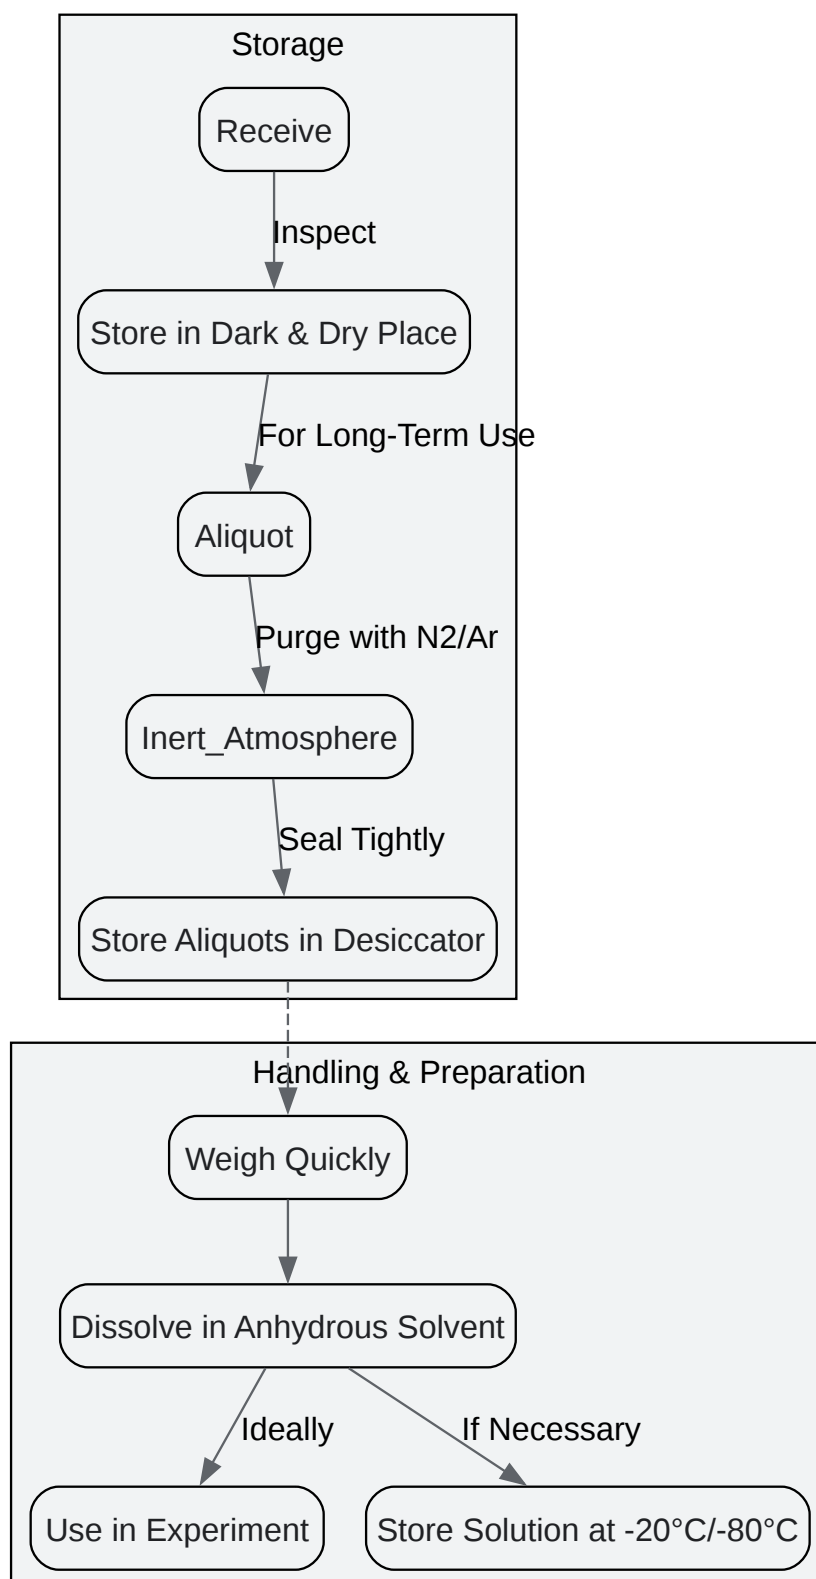 Storage
Receive
Inspect
Store in Dark & Dry Place
For Long-Term Use
Aliquot
Purge with N2/Ar
Inert_Atmosphere
Seal Tightly
Store Aliquots in Desiccator
Handling & Preparation
Weigh Quickly
Dissolve in Anhydrous Solvent
Ideally
If Necessary
Use in Experiment
Store Solution at -20°C/-80°C